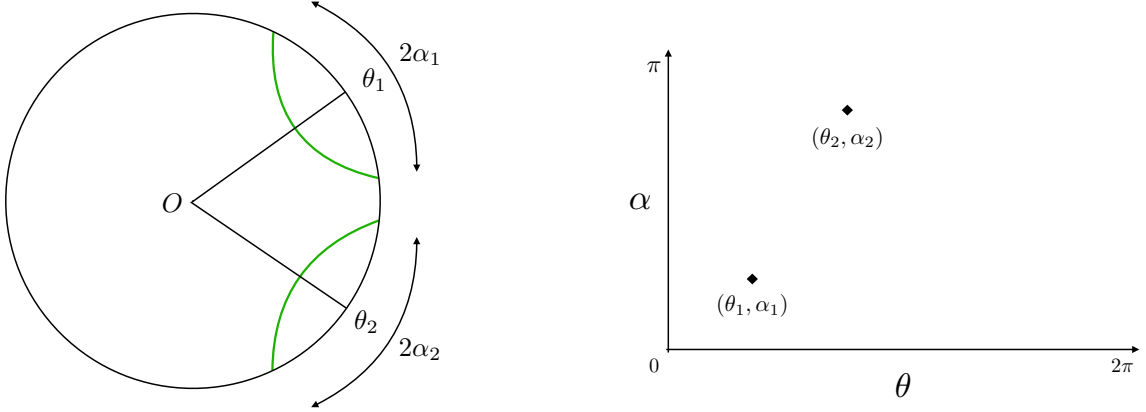 2α₁
θ₁
O
θ₂
2α₂
π
(θ₂, α₂)
α
(θ₁, α₁)
0
2π
θ